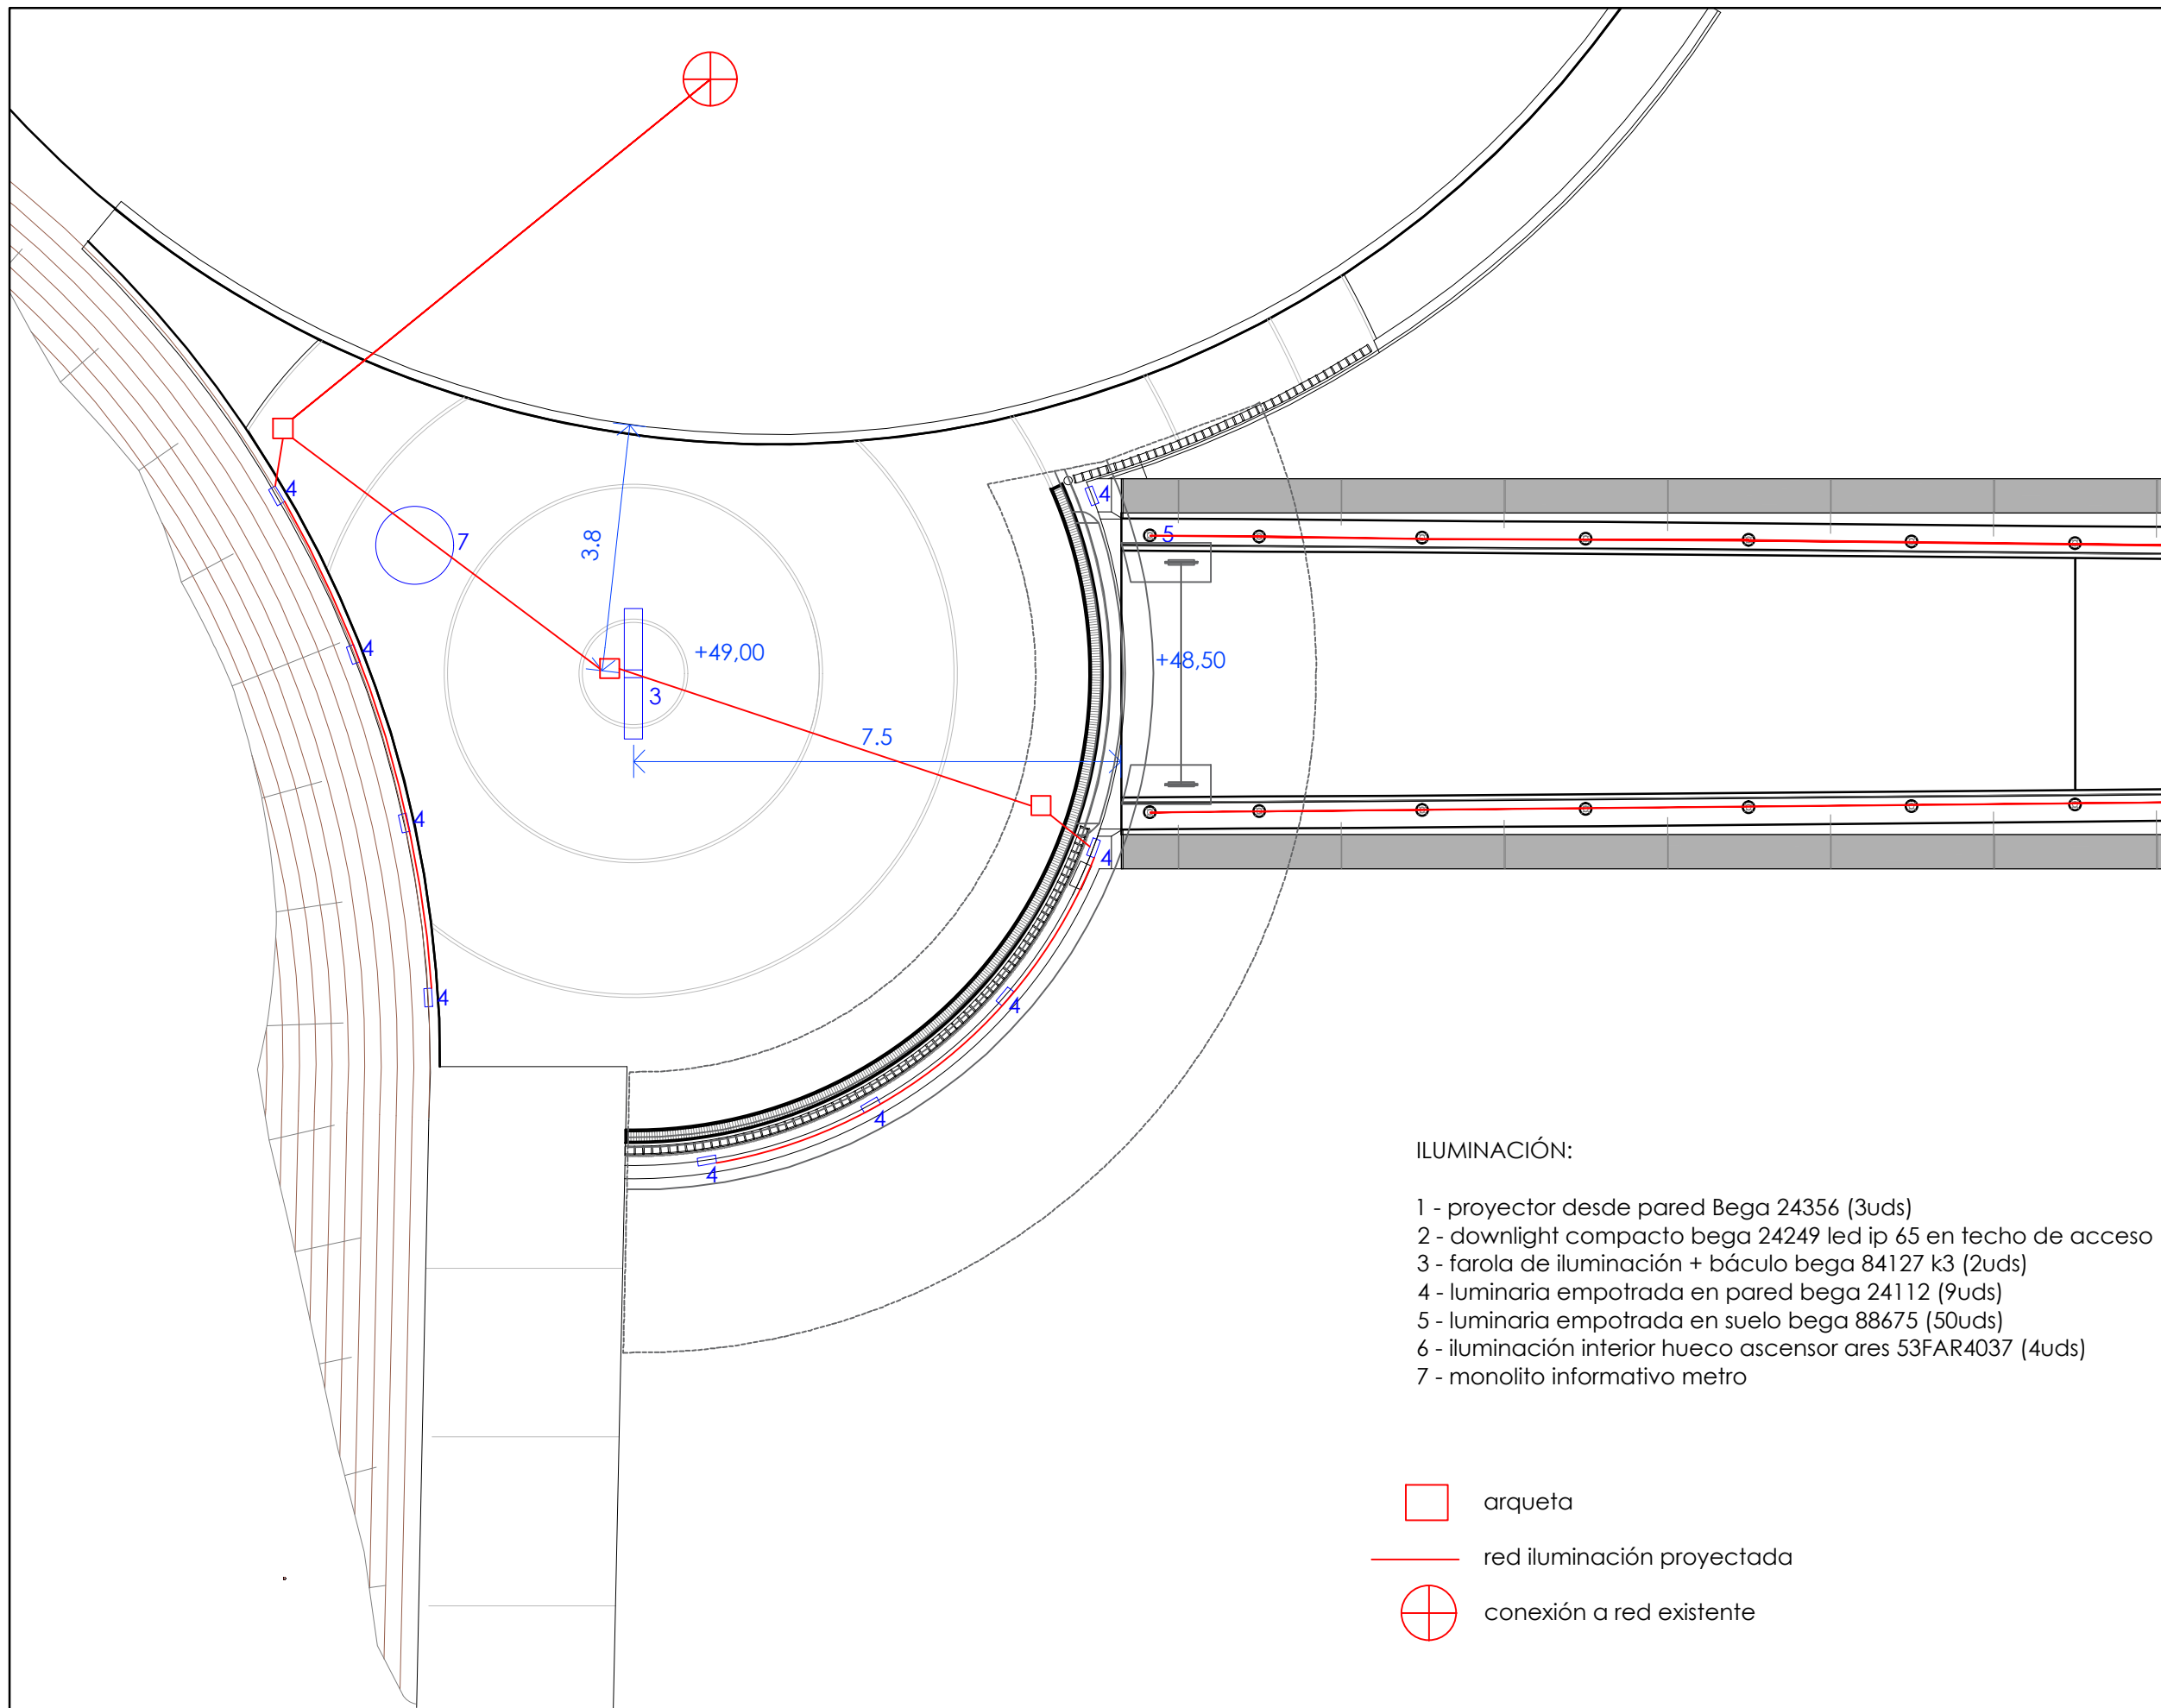 4
7
3.8
4
5
4
+49,00
+48,50
3
7.5
4
4
4
4
4
4
ILUMINACIÓN:
1 - proyector desde pared Bega 24356 (3uds)
2 - downlight compacto bega 24249 led ip 65 en techo de acceso
3 - farola de iluminación + báculo bega 84127 k3 (2uds)
4 - luminaria empotrada en pared bega 24112 (9uds)
5 - luminaria empotrada en suelo bega 88675 (50uds)
6 - iluminación interior hueco ascensor ares 53FAR4037 (4uds)
7 - monolito informativo metro
arqueta
red iluminación proyectada
conexión a red existente